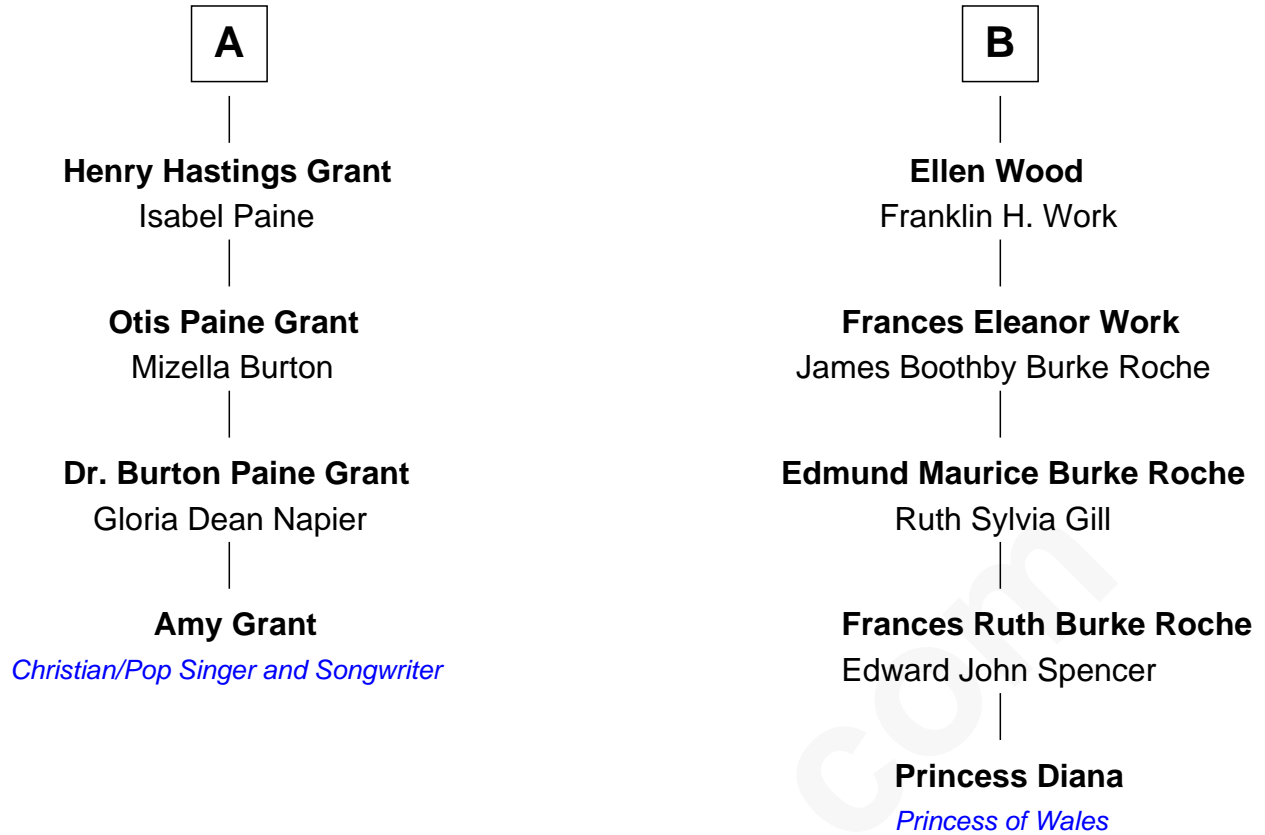 A
Henry Hastings Grant
Isabel Paine
Otis Paine Grant
Mizella Burton
Dr. Burton Paine Grant
Gloria Dean Napier
Amy Grant
Christian/Pop Singer and Songwriter
B
Ellen Wood
Franklin H. Work
Frances Eleanor Work
James Boothby Burke Roche
Edmund Maurice Burke Roche
Ruth Sylvia Gill
Frances Ruth Burke Roche
Edward John Spencer
Princess Diana
Princess of Wales
com